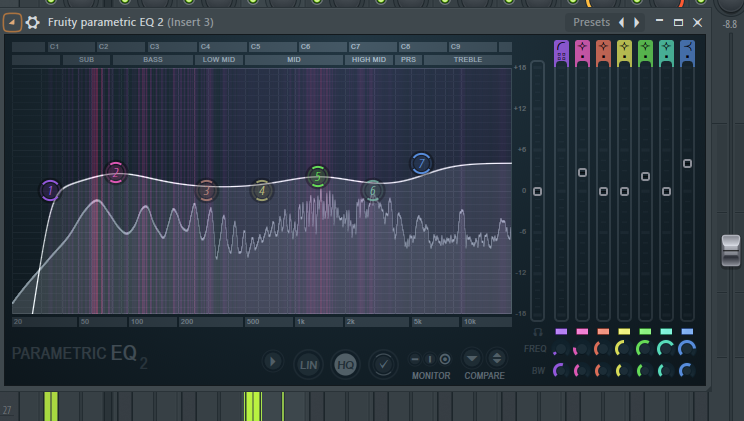 Fruity parametric EQ 2 (Insert 3)
Presets
-8.8
C1 C2 C3 C4 C5 C6 C7 C8 C9
SUB BASS LOW MID MID HIGH MID PRS TREBLE
+18
+12
+6
0
-6
-12
-18
1 2 3 4 5 6 7
20 50 100 200 500 1k 2k 5k 10k
FREQ
BW
PARAMETRIC EQ 2
LIN
HQ
MONITOR
COMPARE
27